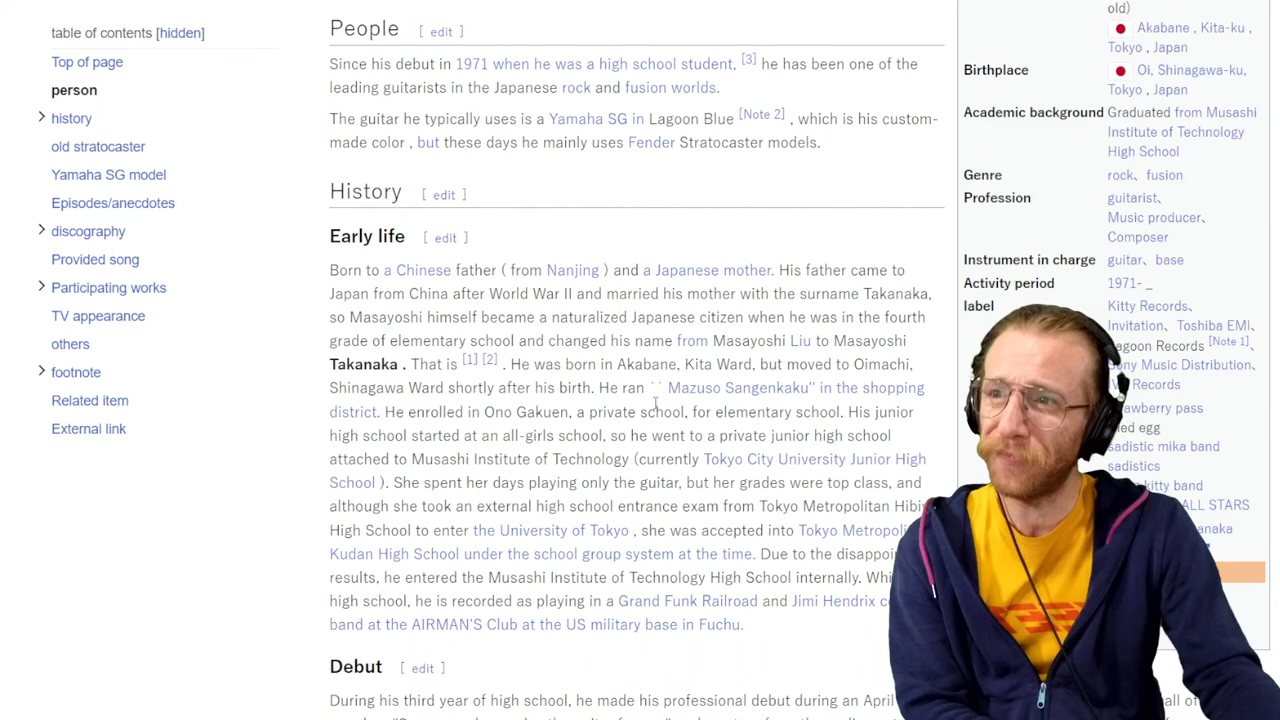 table of contents [hidden]
Top of page
person
history
old stratocaster
Yamaha SG model
Episodes/anecdotes
discography
Provided song
Participating works
TV appearance
others
footnote
Related item
External link
People [ edit ]
Since his debut in 1971 when he was a high school student, [3] he has been one of the
leading guitarists in the Japanese rock and fusion worlds.
The guitar he typically uses is a Yamaha SG in Lagoon Blue [Note 2] , which is his custom-
made color , but these days he mainly uses Fender Stratocaster models.
History [ edit ]
Early life [ edit ]
Born to a Chinese father ( from Nanjing ) and a Japanese mother. His father came to
Japan from China after World War II and married his mother with the surname Takanaka,
so Masayoshi himself became a naturalized Japanese citizen when he was in the fourth
grade of elementary school and changed his name from Masayoshi Liu to Masayoshi
Takanaka . That is [1] [2] . He was born in Akabane, Kita Ward, but moved to Oimachi,
Shinagawa Ward shortly after his birth. He ran `` Mazuso Sangenkaku'' in the shopping
district. He enrolled in Ono Gakuen, a private school, for elementary school. His junior
high school started at an all-girls school, so he went to a private junior high school
attached to Musashi Institute of Technology (currently Tokyo City University Junior High
School ). She spent her days playing only the guitar, but her grades were top class, and
although she took an external high school entrance exam from Tokyo Metropolitan Hibi
High School to enter the University of Tokyo , she was accepted into Tokyo Metropoli
Kudan High School under the school group system at the time. Due to the disappoi
results, he entered the Musashi Institute of Technology High School internally. Whi
high school, he is recorded as playing in a Grand Funk Railroad and Jimi Hendrix c
band at the AIRMAN'S Club at the US military base in Fuchu.
Debut [ edit ]
During his third year of high school, he made his professional debut during an April
old)
Akabane , Kita-ku ,
Tokyo , Japan
Birthplace Oi, Shinagawa-ku,
Tokyo , Japan
Academic background Graduated from Musashi
Institute of Technology
High School
Genre rock、fusion
Profession guitarist、
Music producer、
Composer
Instrument in charge guitar、base
Activity period 1971- _
label Kitty Records、
Invitation、Toshiba EMI、
agoon Records [Note 1]、
ony Music Distribution、
Records
rawberry pass
ied egg
sadistic mika band
sadistics
kitty band
ALL STARS
anaka